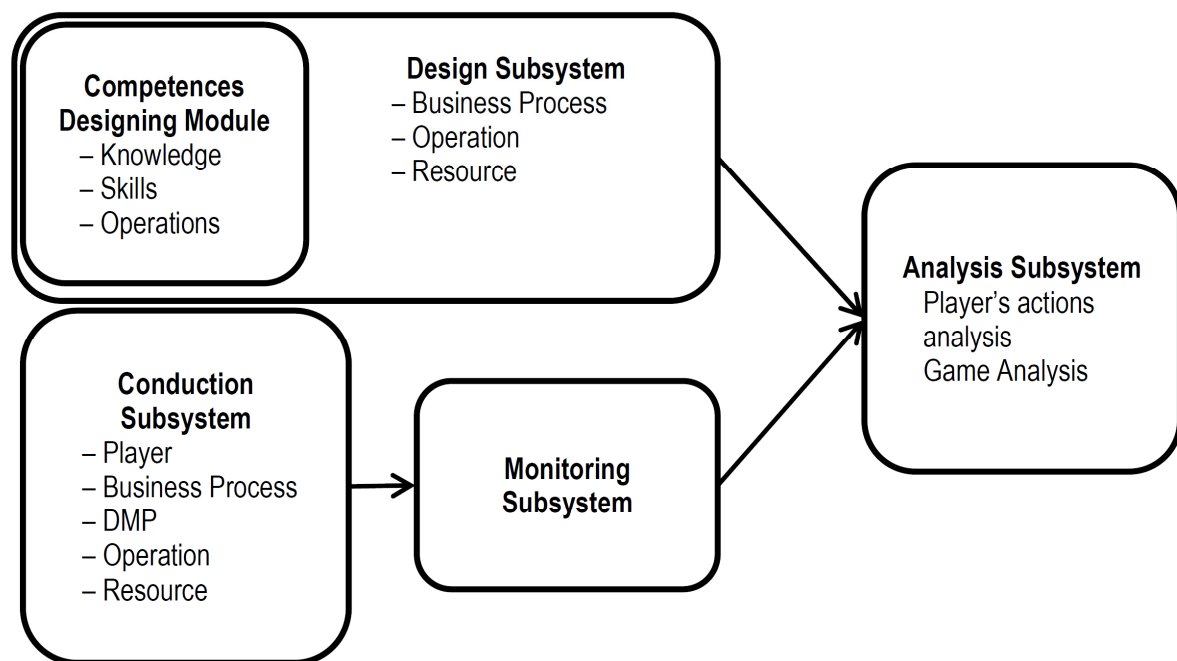 Competences
Designing Module
– Knowledge
– Skills
– Operations
Design Subsystem
– Business Process
– Operation
– Resource
Conduction
Subsystem
– Player
– Business Process
– DMP
– Operation
– Resource
Monitoring
Subsystem
Analysis Subsystem
Player’s actions
analysis
Game Analysis